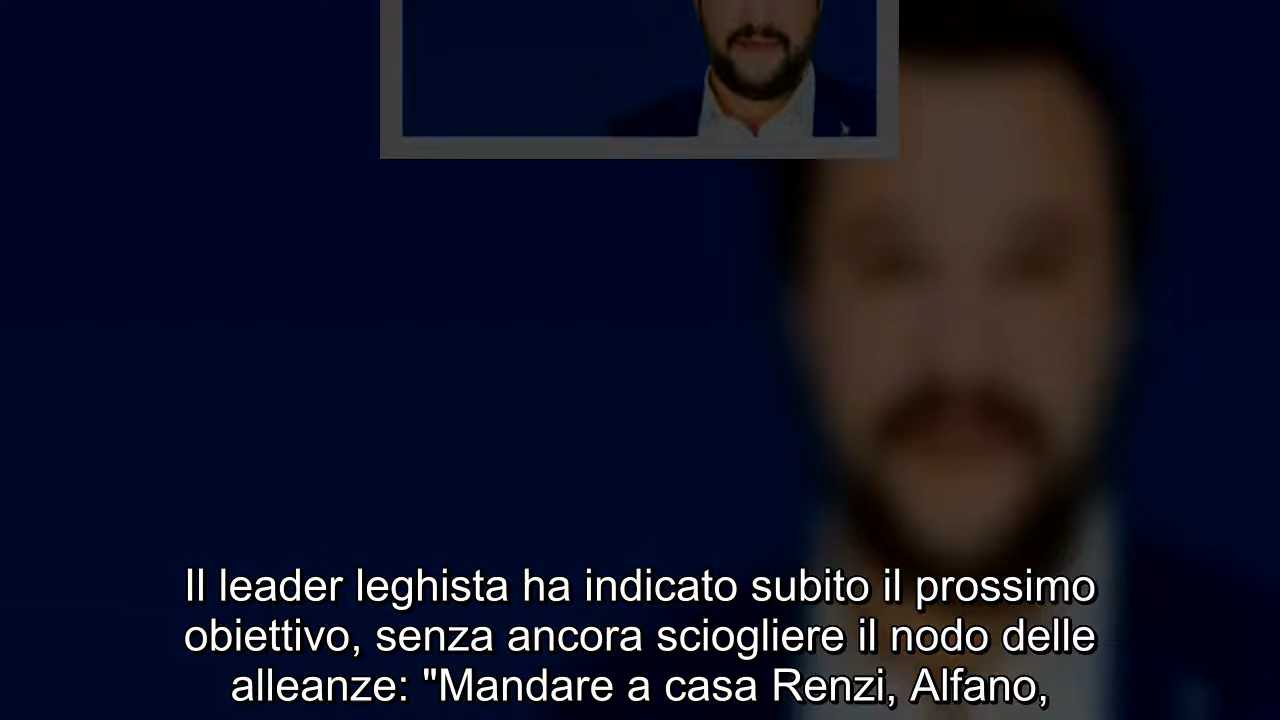 Il leader leghista ha indicato subito il prossimo
obiettivo, senza ancora sciogliere il nodo delle
alleanze: "Mandare a casa Renzi, Alfano,